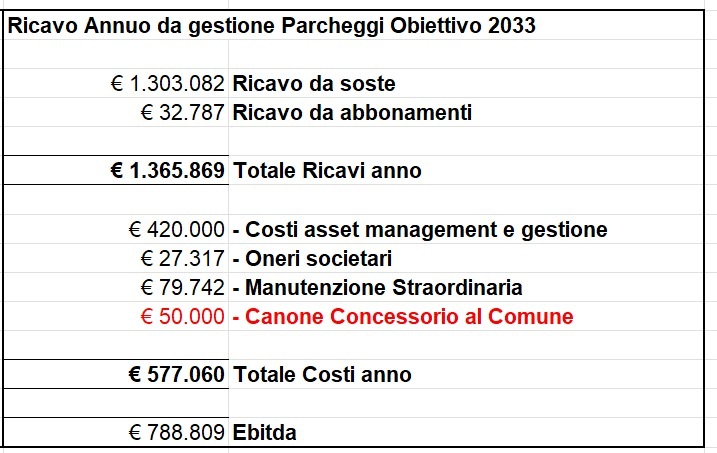 Ricavo Annuo da gestione Parcheggi Obiettivo 2033
€ 1.303.082 Ricavo da soste
€ 32.787 Ricavo da abbonamenti
€ 1.365.869 Totale Ricavi anno
€ 420.000 - Costi asset management e gestione
€ 27.317 - Oneri societari
€ 79.742 - Manutenzione Straordinaria
€ 50.000 - Canone Concessorio al Comune
€ 577.060 Totale Costi anno
€ 788.809 Ebitda